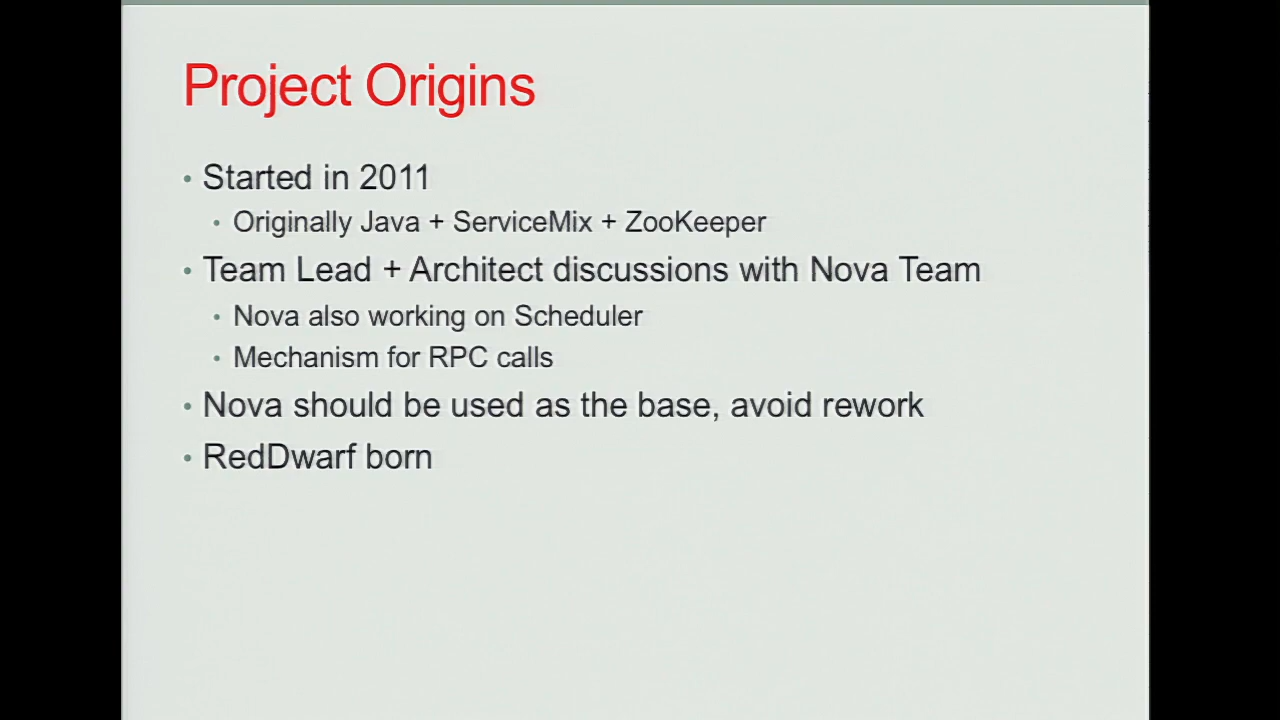 Project Origins
• Started in 2011
• Originally Java + ServiceMix + ZooKeeper
• Team Lead + Architect discussions with Nova Team
• Nova also working on Scheduler
• Mechanism for RPC calls
• Nova should be used as the base, avoid rework
• RedDwarf born